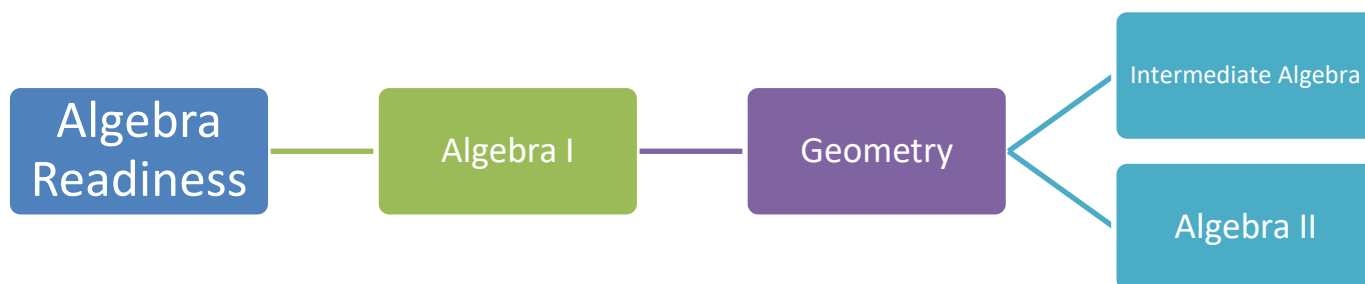 Algebra
Readiness
Algebra I
Geometry
Intermediate Algebra
Algebra II